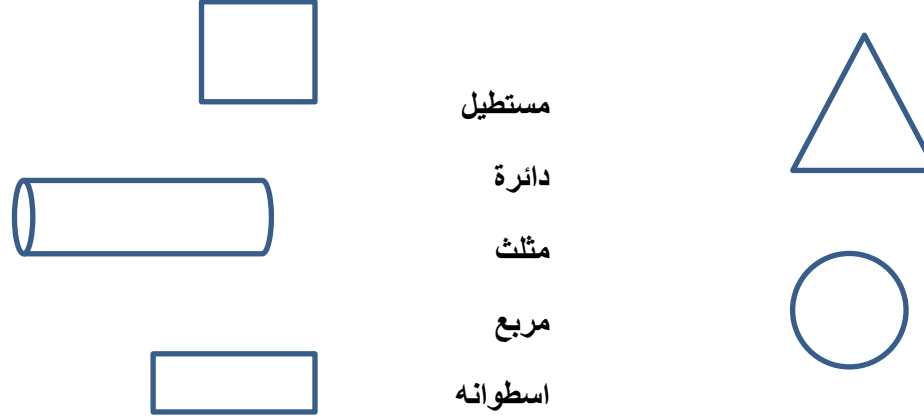 مستطيل
دائرة
مثلث
مربع
اسطوانه